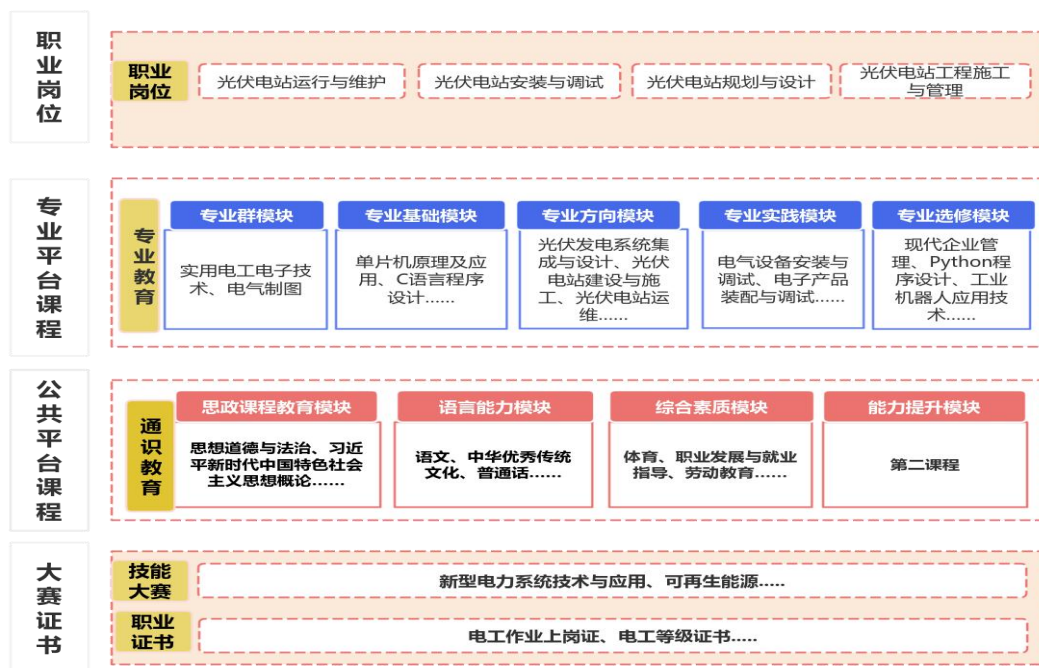 职业岗位
职业
岗位
光伏电站运行与维护
光伏电站安装与调试
光伏电站规划与设计
光伏电站工程施工
与管理
专业平台课程
专业教育
专业群模块
实用电工电子技
术、电气制图
专业基础模块
单片机原理及应
用、C语言程序
设计……
专业方向模块
光伏发电系统集
成与设计、光伏
电站建设与施
工、光伏电站运
维……
专业实践模块
电气设备安装与
调试、电子产品
装配与调试……
专业选修模块
现代企业管
理、Python程
序设计、工业
机器人应用技
术……
公共平台课程
通识教育
思政课程教育模块
思想道德与法治、习近
平新时代中国特色社会
主义思想概论……
语言能力模块
语文、中华优秀传统
文化、普通话……
综合素质模块
体育、职业发展与就业
指导、劳动教育……
能力提升模块
第二课程
大赛证书
技能
大赛
新型电力系统技术与应用、可再生能源.....
职业
证书
电工作业上岗证、电工等级证书.....